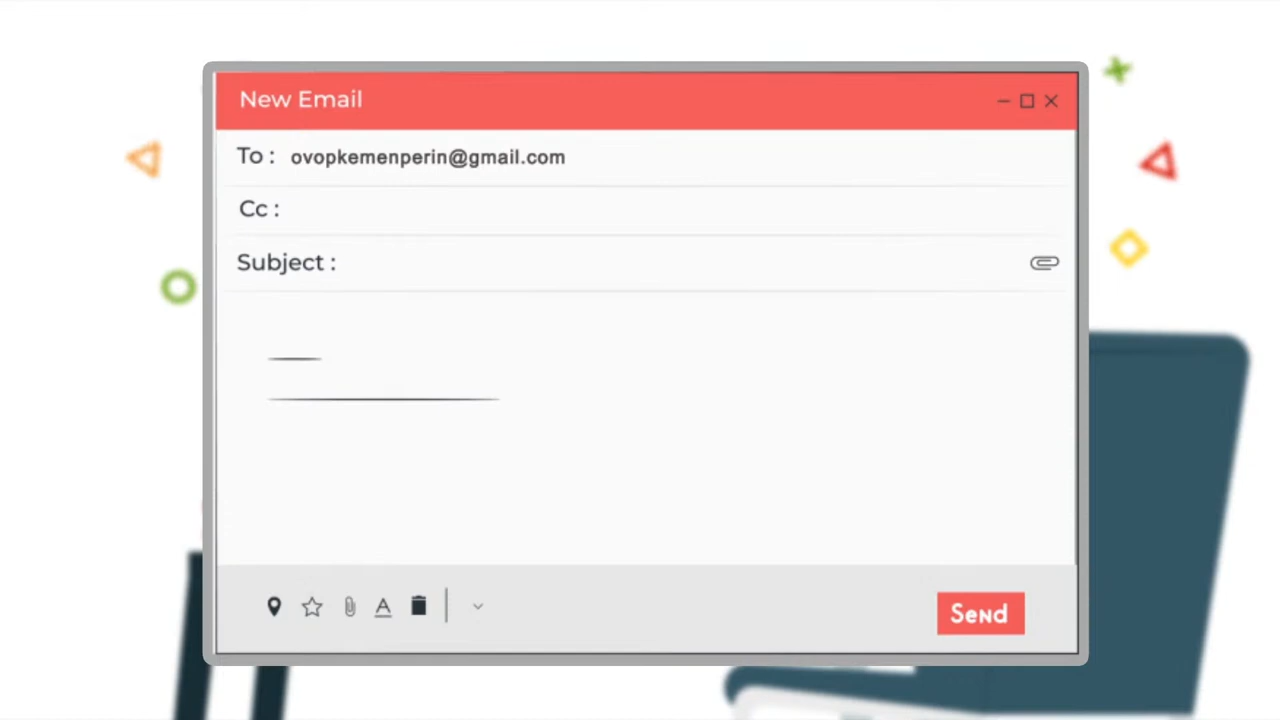 New Email
To : ovopkemenperin@gmail.com
Cc :
Subject :
A
Send